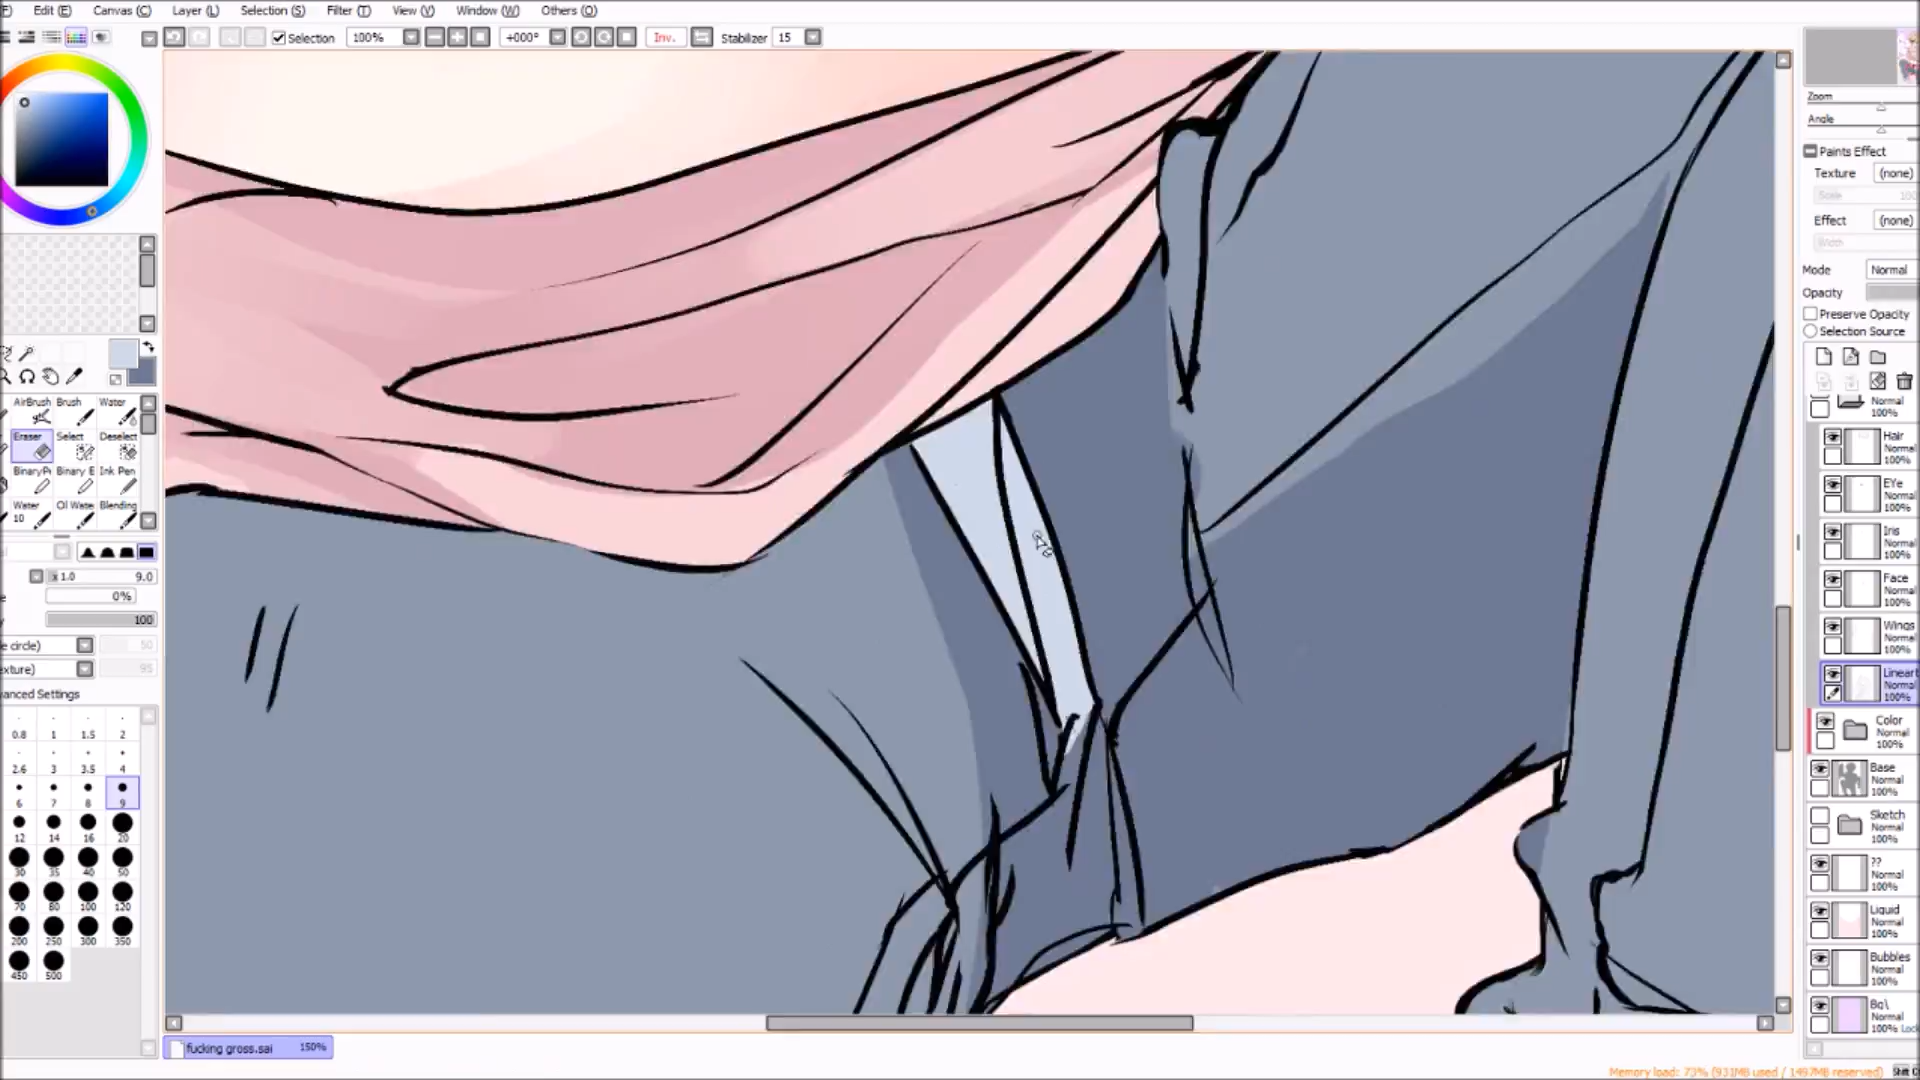 Edit (E) Canvas (C) Layer (L) Selection (S) Filter (T) View (V) Window (W) Others (O)
Selection 100% +000° Inv. Stabilizer 15
Zoom
Angle
Paints Effect
Texture (none)
Scale 100
Effect (none)
Width
Mode Normal
Opacity
Preserve Opacity
Selection Source
AirBrush Brush Water
Eraser Select Deselect
Binary E Ink Pen
Water 10 Oil Wate Blending
x 1.0 9.0
0%
100
circle) 50
95
Advanced Settings
0.8 1 1.5 2
2.6 3 3.5 4
6 7 8 9
12 14 16 20
30 35 40 50
70 80 100 120
200 250 300 350
450 500
Normal
100%
Hair
Normal
100%
EYe
Normal
100%
Iris
Normal
100%
Face
Normal
100%
Wings
Normal
100%
Lineart
Normal
100%
Color
Normal
100%
Base
Normal
100%
Sketch
Normal
100%
??
Normal
100%
Liquid
Normal
100%
Bubbles
Normal
100%
Normal
100%
fucking gross.sai 150%
Memory load: 73% (931MB used / 1497MB reserved)